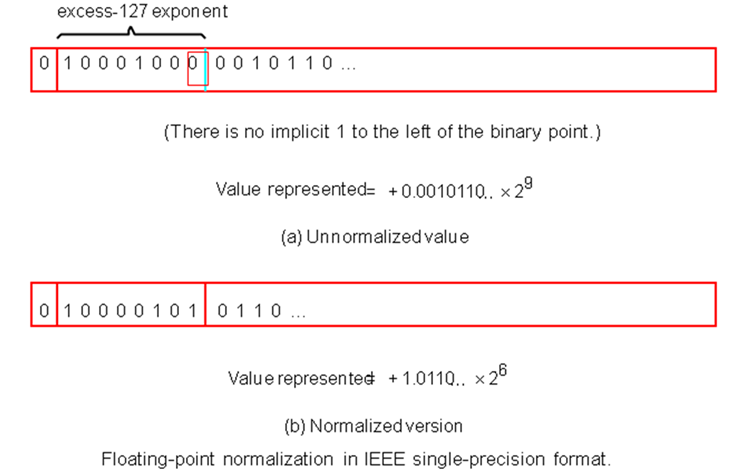 excess-127 exponent
0 1 0 0 0 1 0 0 0 0 0 1 0 1 1 0 ...
(There is no implicit 1 to the left of the binary point.)
Value represented= +0.0010110.. ×2^9
(a) Unnormalized value
0 1 0 0 0 0 1 0 1 0 1 1 0 ...
Value represented= +1.0110.. ×2^6
(b) Normalized version
Floating-point normalization in IEEE single-precision format.